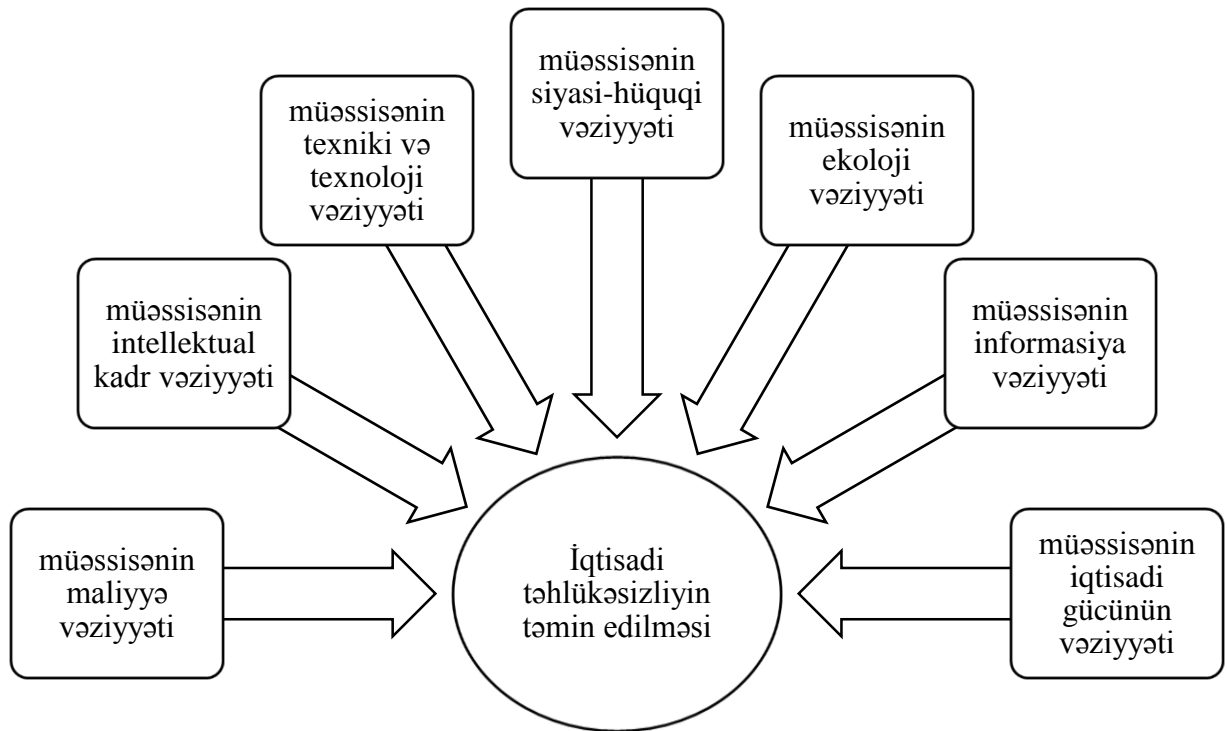 müəssisənin
maliyyə
vəziyyəti
müəssisənin
intellektual
kadr vəziyyəti
müəssisənin
texniki və
texnoloji
vəziyyəti
müəssisənin
siyasi-hüquqi
vəziyyəti
müəssisənin
ekoloji
vəziyyəti
müəssisənin
informasiya
vəziyyəti
müəssisənin
iqtisadi
gücünün
vəziyyəti
İqtisadi
təhlükəsizliyin
təmin edilməsi